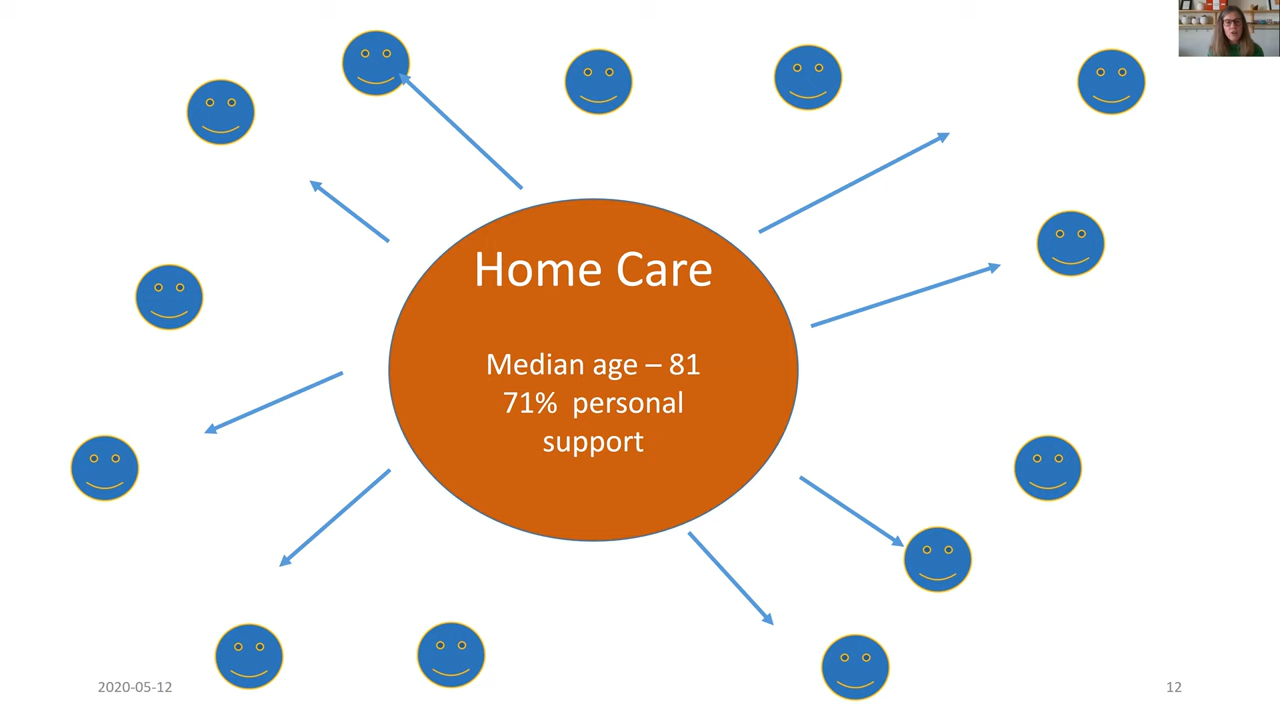 Home Care
Median age – 81
71% personal
support
2020-05-12
12